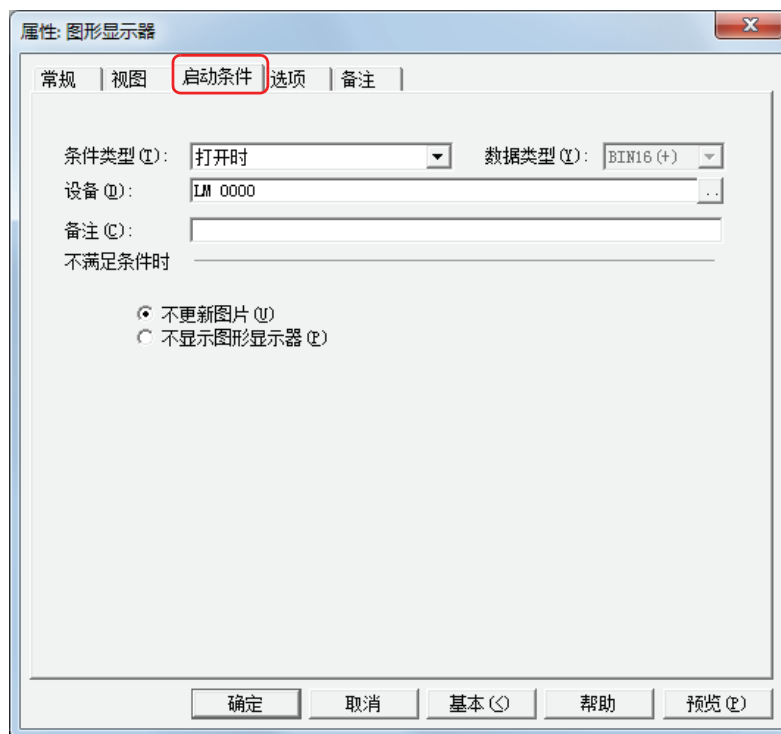 属性: 图形显示器
常规 视图 启动条件 选项 备注
条件类型(T): 打开时 数据类型(Y): BIN16(+)
设备(D): LM 0000 ..
备注(C):
不满足条件时
不更新图片(U)
不显示图形显示器(P)
确定 取消 基本(<) 帮助 预览(P)